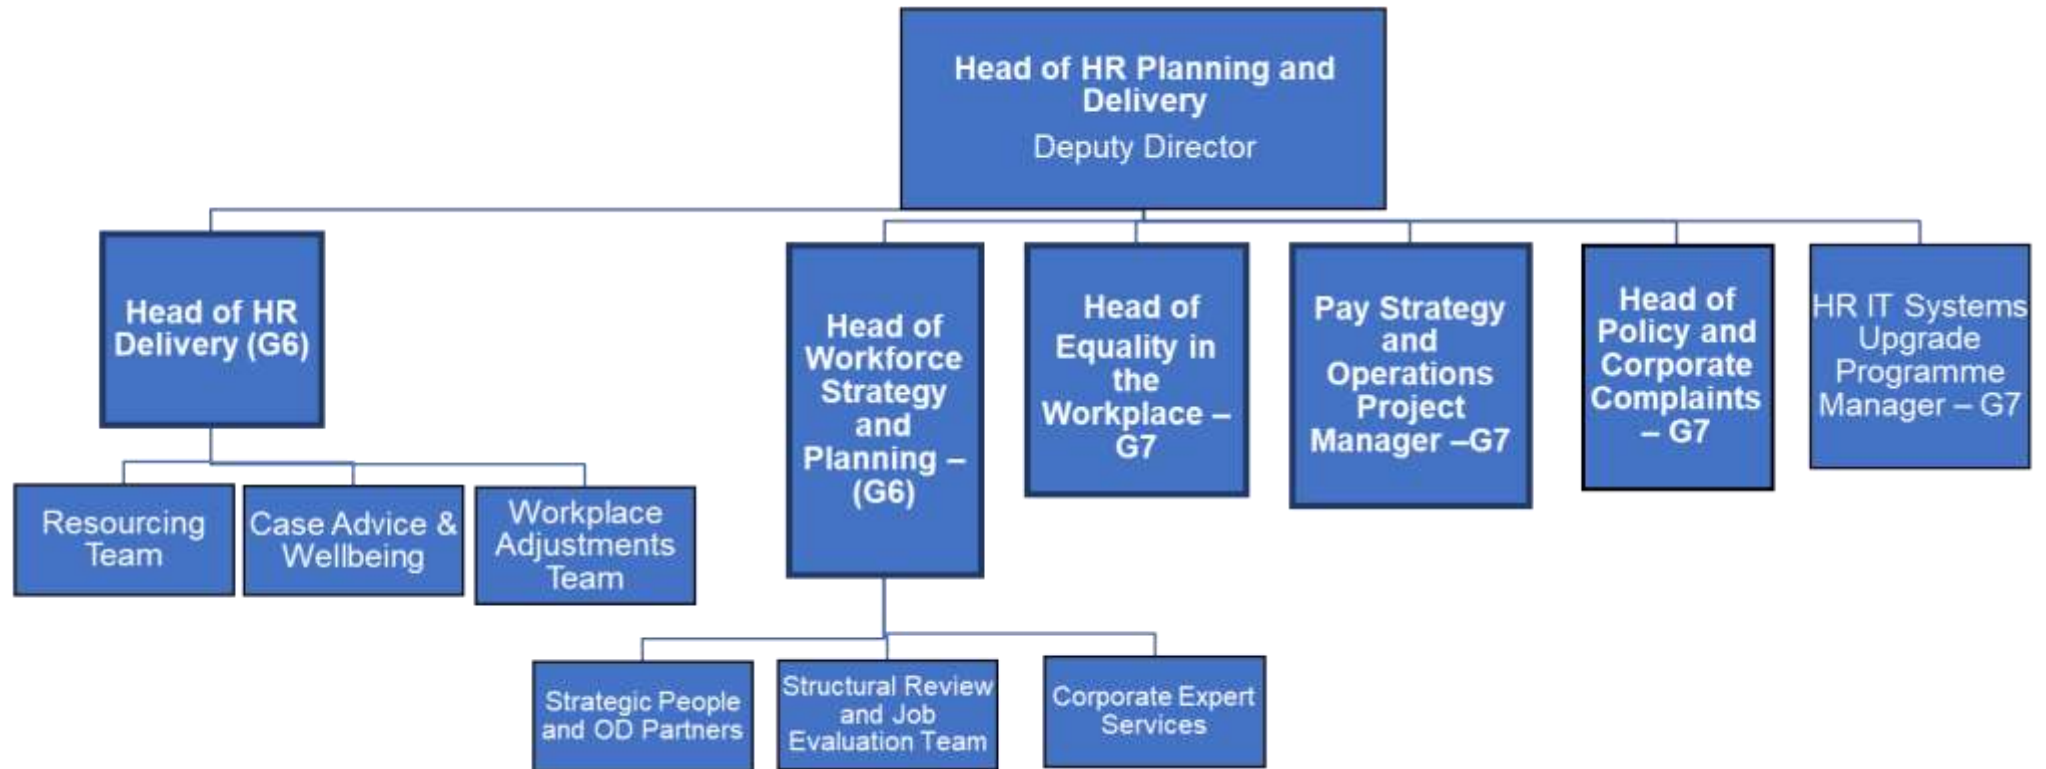 Head of HR Planning and
Delivery
Deputy Director
Head of HR
Delivery (G6)
Head of
Workforce
Strategy
and
Planning –
(G6)
Head of
Equality in
the
Workplace –
G7
Pay Strategy
and
Operations
Project
Manager –G7
Head of
Policy and
Corporate
Complaints
– G7
HR IT Systems
Upgrade
Programme
Manager – G7
Resourcing
Team
Case Advice &
Wellbeing
Workplace
Adjustments
Team
Strategic People
and OD Partners
Structural Review
and Job
Evaluation Team
Corporate Expert
Services